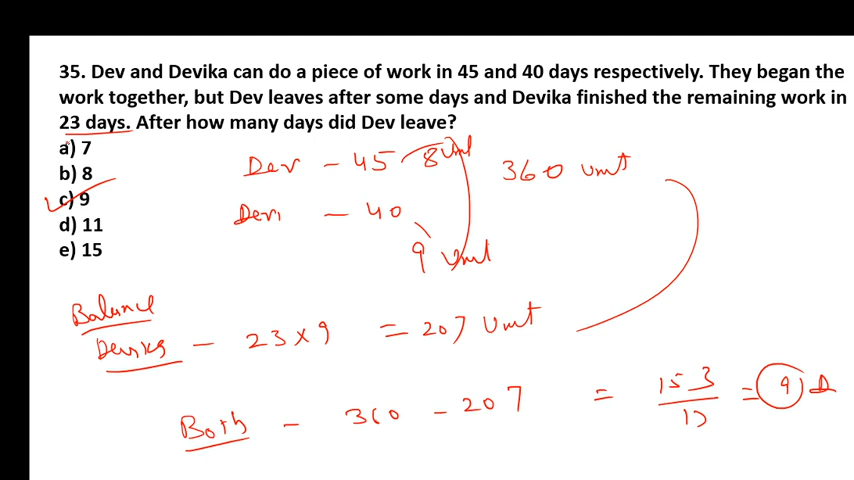 35. Dev and Devika can do a piece of work in 45 and 40 days respectively. They began the
work together, but Dev leaves after some days and Devika finished the remaining work in
23 days. After how many days did Dev leave?
a) 7
b) 8
c) 9
d) 11
e) 15
Dev - 45 8 Unit 360 Unit
Devi - 40
9 Unit
Balance
Devika - 23 x 9 = 207 Unit
Both - 360 - 207 = 153/17 = 9 D